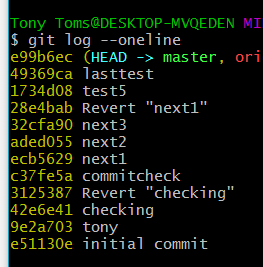 Tony Toms@DESKTOP-MVQEDEN MI
$ git log --oneline
e99b6ec (HEAD -> master, ori
49369ca lasttest
1734d08 test5
28e4bab Revert "next1"
32cfa90 next3
aded055 next2
ecb5629 next1
c37fe5a commitcheck
3125387 Revert "checking"
42e6e41 checking
9e2a703 tony
e51130e initial commit